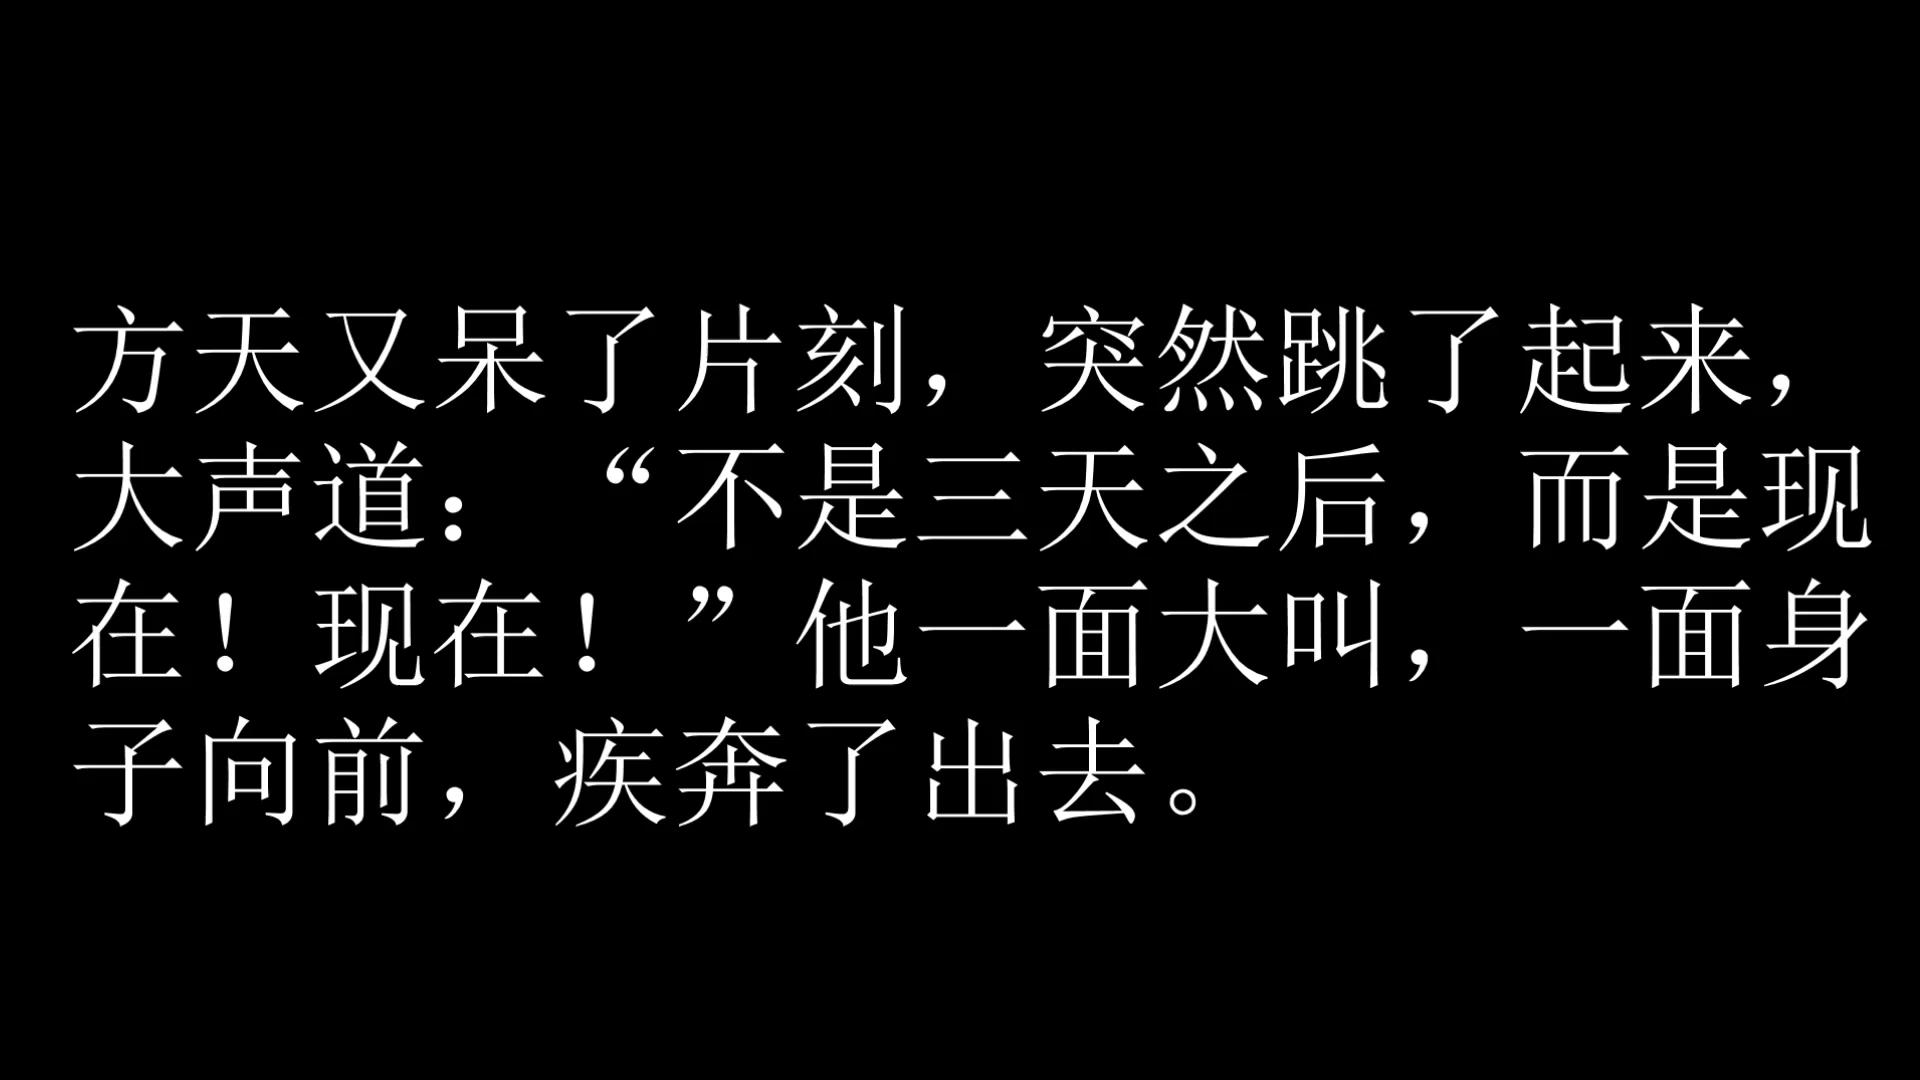 方天又呆了片刻，突然跳了起来，
大声道：“不是三天之后，而是现
在！现在！”他一面大叫，一面身
子向前，疾奔了出去。